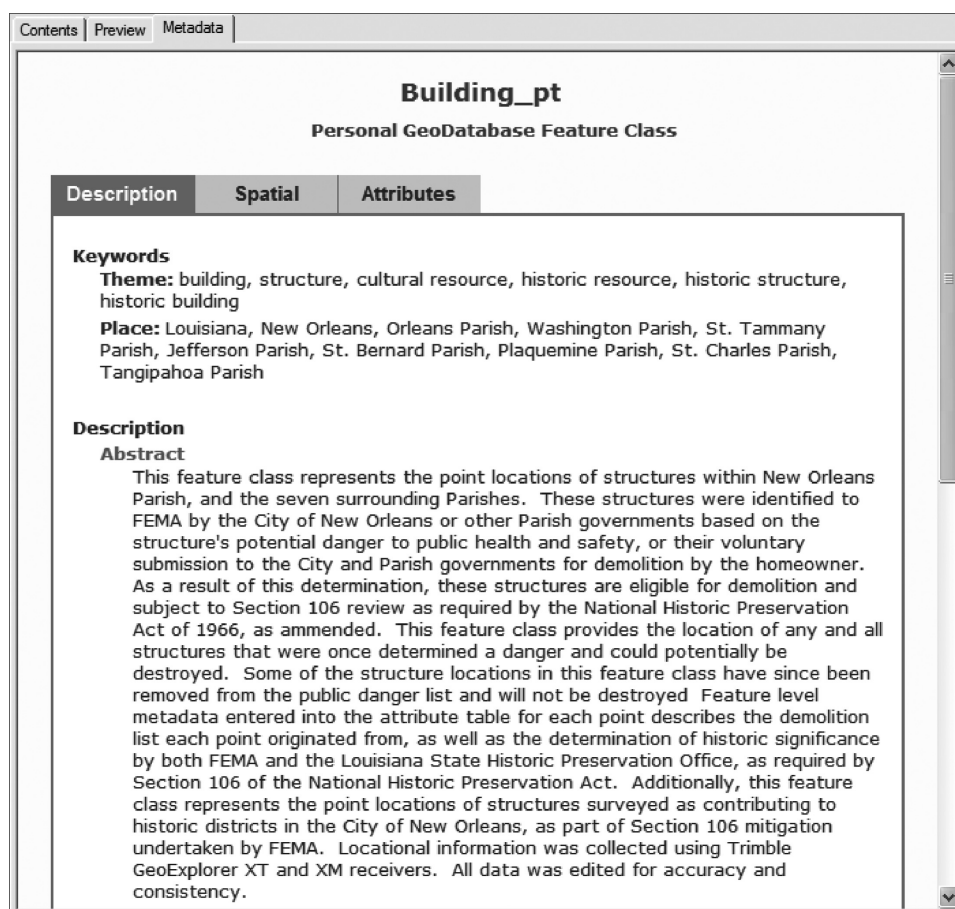 Contents Preview Metadata
Building_pt
Personal GeoDatabase Feature Class
Description Spatial Attributes
Keywords
Theme: building, structure, cultural resource, historic resource, historic structure,
historic building
Place: Louisiana, New Orleans, Orleans Parish, Washington Parish, St. Tammany
Parish, Jefferson Parish, St. Bernard Parish, Plaquemine Parish, St. Charles Parish,
Tangipahoa Parish
Description
Abstract
This feature class represents the point locations of structures within New Orleans
Parish, and the seven surrounding Parishes. These structures were identified to
FEMA by the City of New Orleans or other Parish governments based on the
structure's potential danger to public health and safety, or their voluntary
submission to the City and Parish governments for demolition by the homeowner.
As a result of this determination, these structures are eligible for demolition and
subject to Section 106 review as required by the National Historic Preservation
Act of 1966, as ammended. This feature class provides the location of any and all
structures that were once determined a danger and could potentially be
destroyed. Some of the structure locations in this feature class have since been
removed from the public danger list and will not be destroyed Feature level
metadata entered into the attribute table for each point describes the demolition
list each point originated from, as well as the determination of historic significance
by both FEMA and the Louisiana State Historic Preservation Office, as required by
Section 106 of the National Historic Preservation Act. Additionally, this feature
class represents the point locations of structures surveyed as contributing to
historic districts in the City of New Orleans, as part of Section 106 mitigation
undertaken by FEMA. Locational information was collected using Trimble
GeoExplorer XT and XM receivers. All data was edited for accuracy and
consistency.